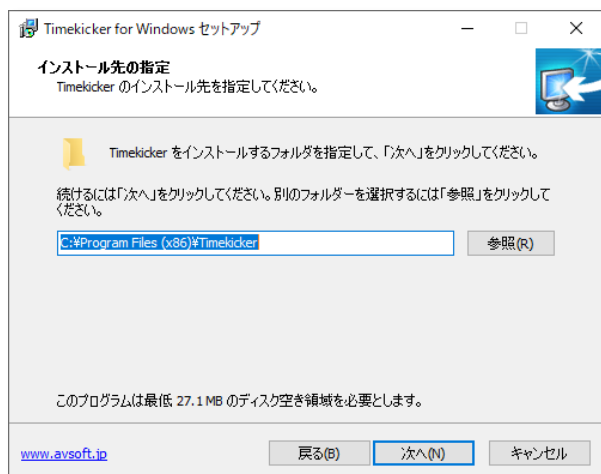 Timekicker for Windows セットアップ
インストール先の指定
Timekicker のインストール先を指定してください。
Timekicker をインストールするフォルダを指定して、「次へ」をクリックしてください。
続けるには「次へ」をクリックしてください。別のフォルダーを選択するには「参照」をクリックして
ください。
C:¥Program Files (x86)¥Timekicker
参照(R)
このプログラムは最低 27.1 MB のディスク空き領域を必要とします。
www.avsoft.jp
戻る(B)
次へ(N)
キャンセル